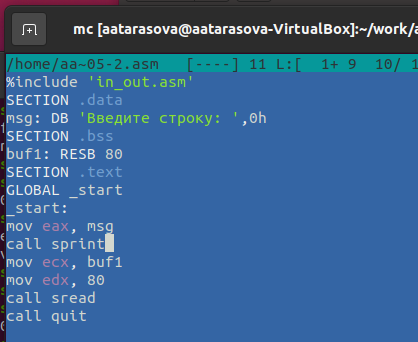 mc [aatarasova@aatarasova-VirtualBox]:~/work/
/home/aa~05-2.asm [----] 11 L:[ 1+ 9 10/
%include 'in_out.asm'
SECTION .data
msg: DB 'Введите строку: ',0h
SECTION .bss
buf1: RESB 80
SECTION .text
GLOBAL _start
_start:
mov eax, msg
call sprint
mov ecx, buf1
mov edx, 80
call sread
call quit